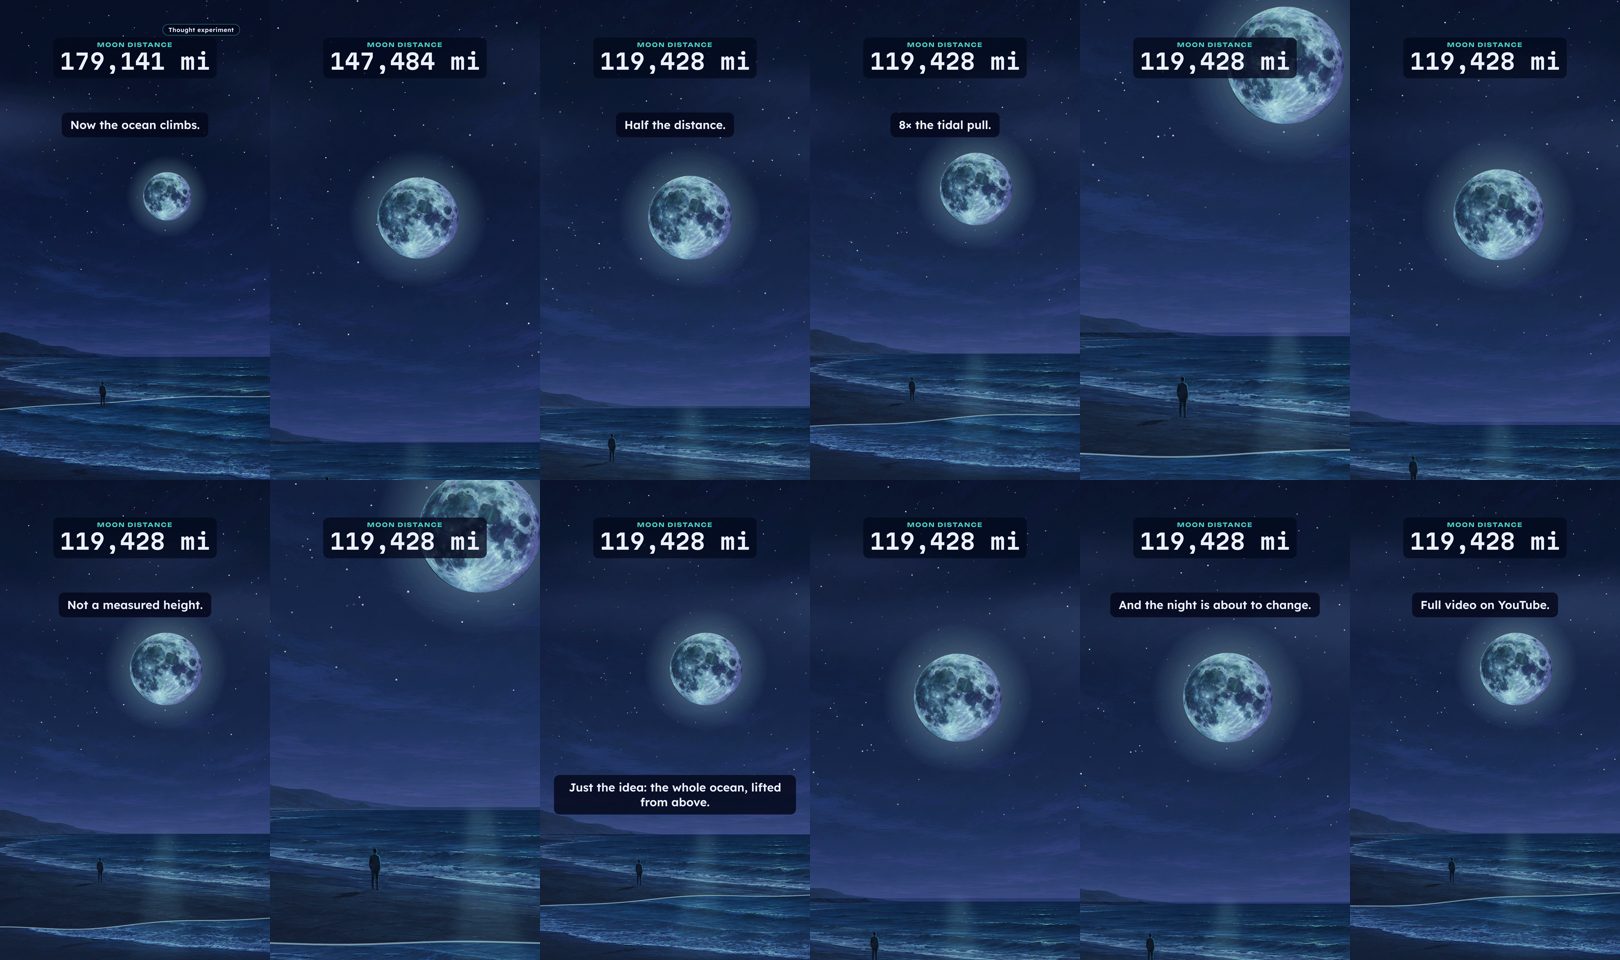 Thought experiment
MOON DISTANCE
179,141 mi
Now the ocean climbs.
MOON DISTANCE
147,484 mi
MOON DISTANCE
119,428 mi
Half the distance.
MOON DISTANCE
119,428 mi
8× the tidal pull.
MOON DISTANCE
119,428 mi
MOON DISTANCE
119,428 mi
MOON DISTANCE
119,428 mi
Not a measured height.
MOON DISTANCE
119,428 mi
MOON DISTANCE
119,428 mi
Just the idea: the whole ocean, lifted
from above.
MOON DISTANCE
119,428 mi
MOON DISTANCE
119,428 mi
And the night is about to change.
MOON DISTANCE
119,428 mi
Full video on YouTube.